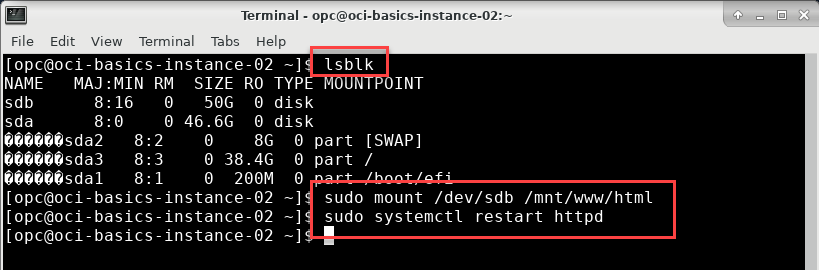 Terminal - opc@oci-basics-instance-02:~
File Edit View Terminal Tabs Help
[opc@oci-basics-instance-02 ~]$ lsblk
NAME   MAJ:MIN RM  SIZE RO TYPE MOUNTPOINT
sdb      8:16   0   50G  0 disk
sda      8:0    0 46.6G  0 disk
������sda2   8:2    0    8G  0 part [SWAP]
������sda3   8:3    0 38.4G  0 part /
������sda1   8:1    0  200M  0 part /boot/efi
[opc@oci-basics-instance-02 ~]$ sudo mount /dev/sdb /mnt/www/html
[opc@oci-basics-instance-02 ~]$ sudo systemctl restart httpd
[opc@oci-basics-instance-02 ~]$